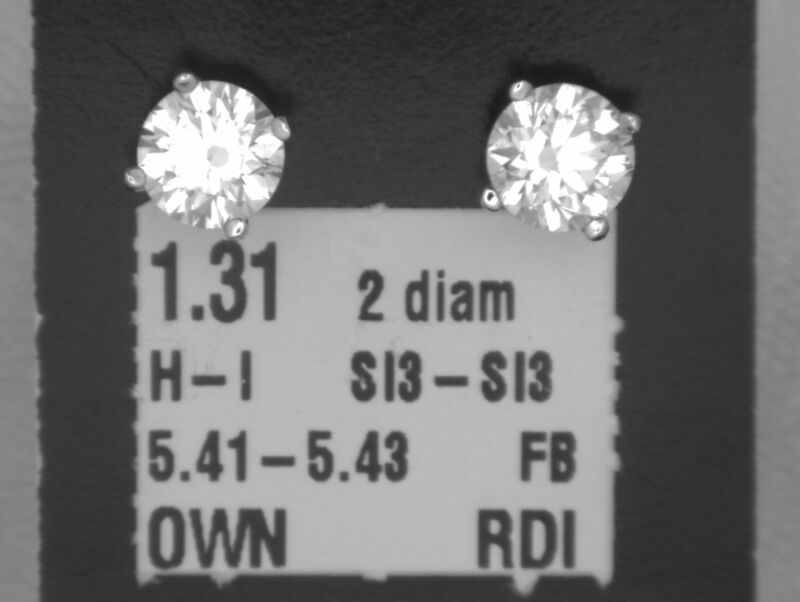 1.31 2 diam
H-I SI3-SI3
5.41-5.43 FB
OWN RDI